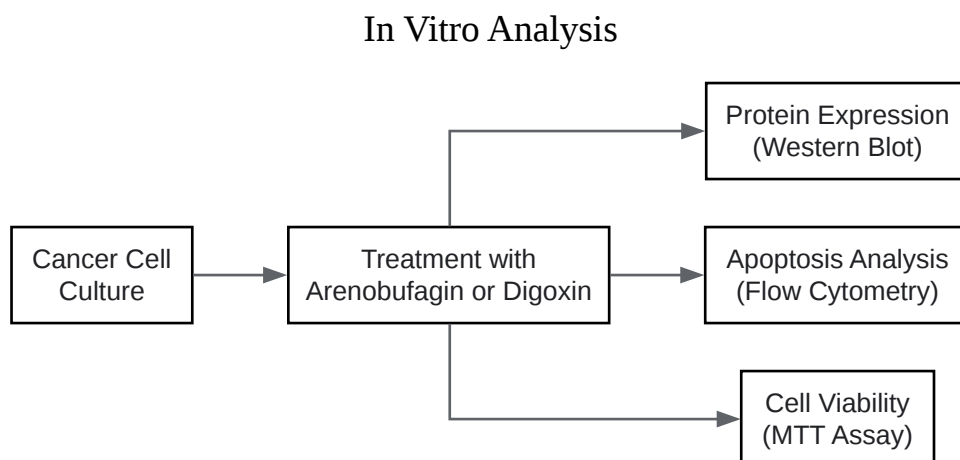 In Vitro Analysis
Protein Expression
(Western Blot)
Cancer Cell
Culture
Treatment with
Arenobufagin or Digoxin
Apoptosis Analysis
(Flow Cytometry)
Cell Viability
(MTT Assay)